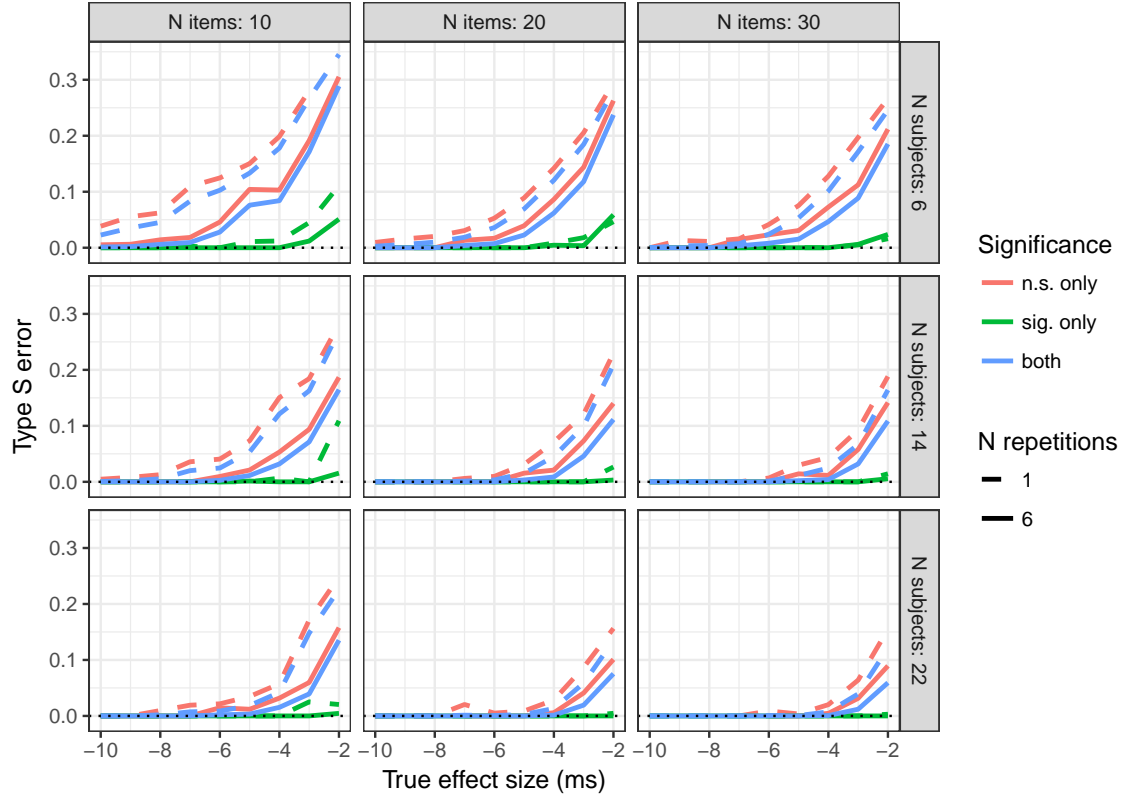 N items: 10
N items: 20
N items: 30
0.3
0.2
0.1
0.0
N subjects: 6
0.3
0.2
0.1
0.0
N subjects: 14
0.3
0.2
0.1
0.0
N subjects: 22
−10 −8 −6 −4 −2
−10 −8 −6 −4 −2
−10 −8 −6 −4 −2
True effect size (ms)
Type S error
Significance
n.s. only
sig. only
both
N repetitions
1
6